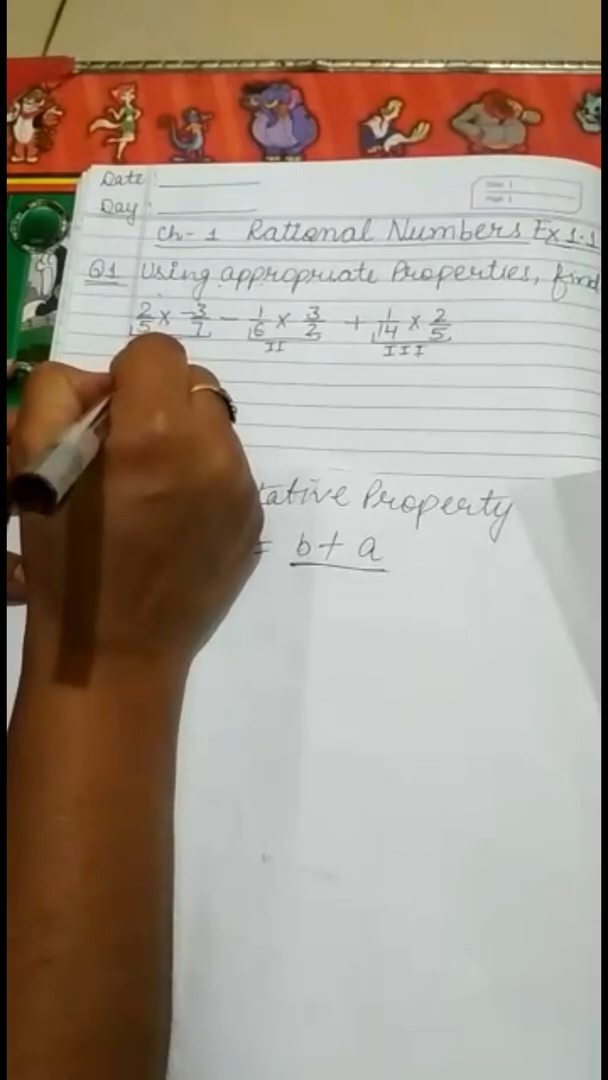 Date
Day
Ch- 1 Rational Numbers Ex 1.1
Q1 Using appropriate Properties, find
2/5 × -3/7 - 1/6 × 3/2 + 1/14 × 2/5
II III
tative Property
= b + a